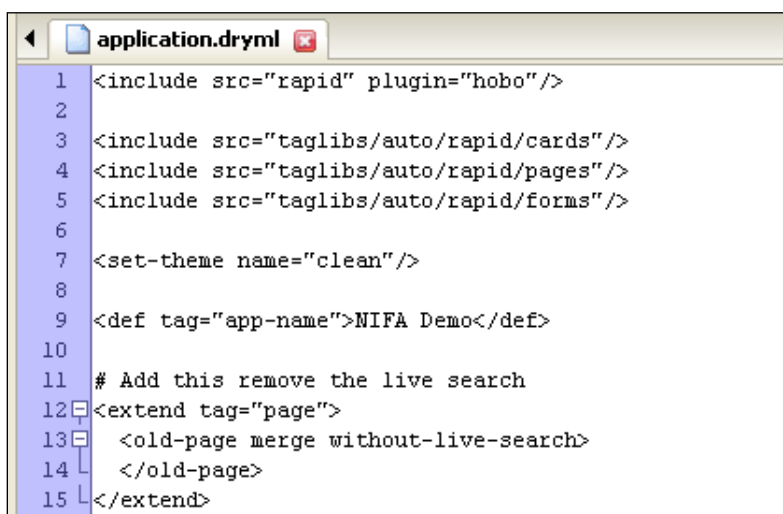 application.dryml
1 <include src="rapid" plugin="hobo"/>
2
3 <include src="taglibs/auto/rapid/cards"/>
4 <include src="taglibs/auto/rapid/pages"/>
5 <include src="taglibs/auto/rapid/forms"/>
6
7 <set-theme name="clean"/>
8
9 <def tag="app-name">NIFA Demo</def>
10
11 # Add this remove the live search
12 <extend tag="page">
13   <old-page merge without-live-search>
14   </old-page>
15 </extend>